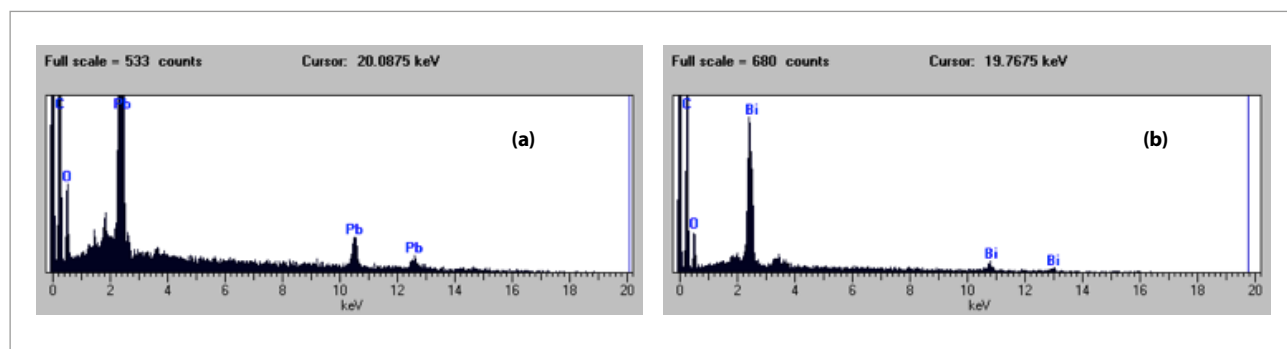 Full scale = 533 counts Cursor: 20.0875 keV
C Pb
(a)
O
Pb
Pb
0 2 4 6 8 10 12 14 16 18 20
keV
Full scale = 680 counts Cursor: 19.7675 keV
C Bi
(b)
O
Bi
Bi
0 2 4 6 8 10 12 14 16 18 20
keV